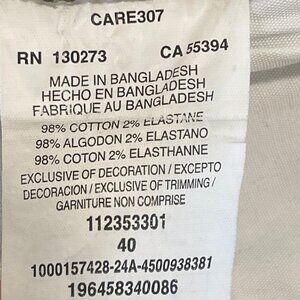 CARE307
RN 130273 CA 55394
MADE IN BANGLADESH
HECHO EN BANGLADESH
FABRIQUE AU BANGLADESH
98% COTTON 2% ELASTANE
98% ALGODON 2% ELASTANO
98% COTON 2% ELASTHANNE
EXCLUSIVE OF DECORATION / EXCEPTO
DECORACION / EXCLUSIVE OF TRIMMING /
GARNITURE NON COMPRISE
112353301
40
1000157428-24A-4500938381
196458340086